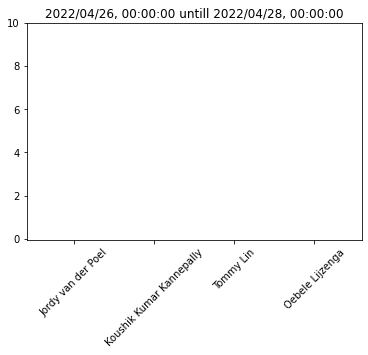 2022/04/26, 00:00:00 untill 2022/04/28, 00:00:00
10
8
6
4
2
0
Jordy van der Poel
Koushik Kumar Kannepally
Tommy Lin
Oebele Lijzenga